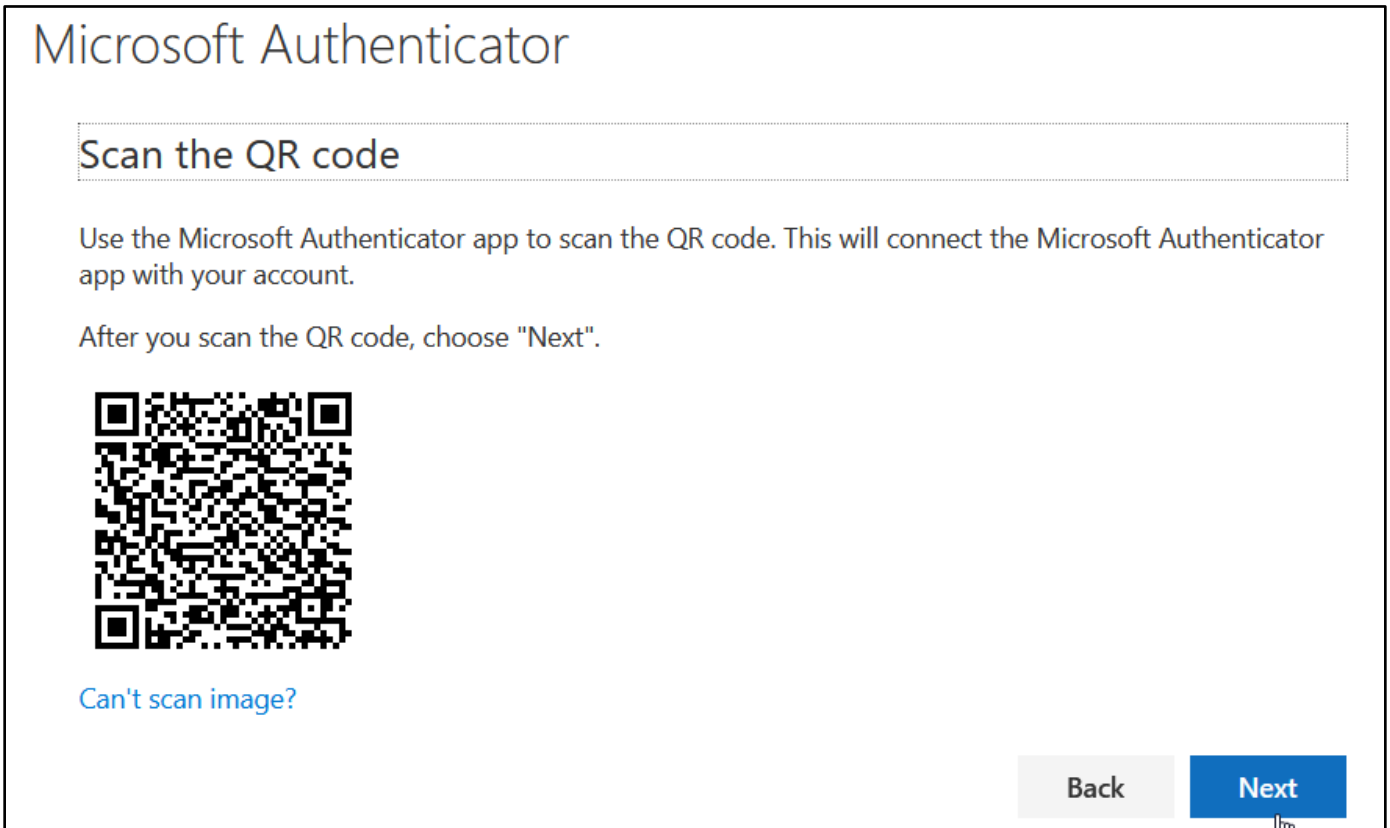 Microsoft Authenticator
Scan the QR code
Use the Microsoft Authenticator app to scan the QR code. This will connect the Microsoft Authenticator
app with your account.
After you scan the QR code, choose "Next".
Can't scan image?
Back Next